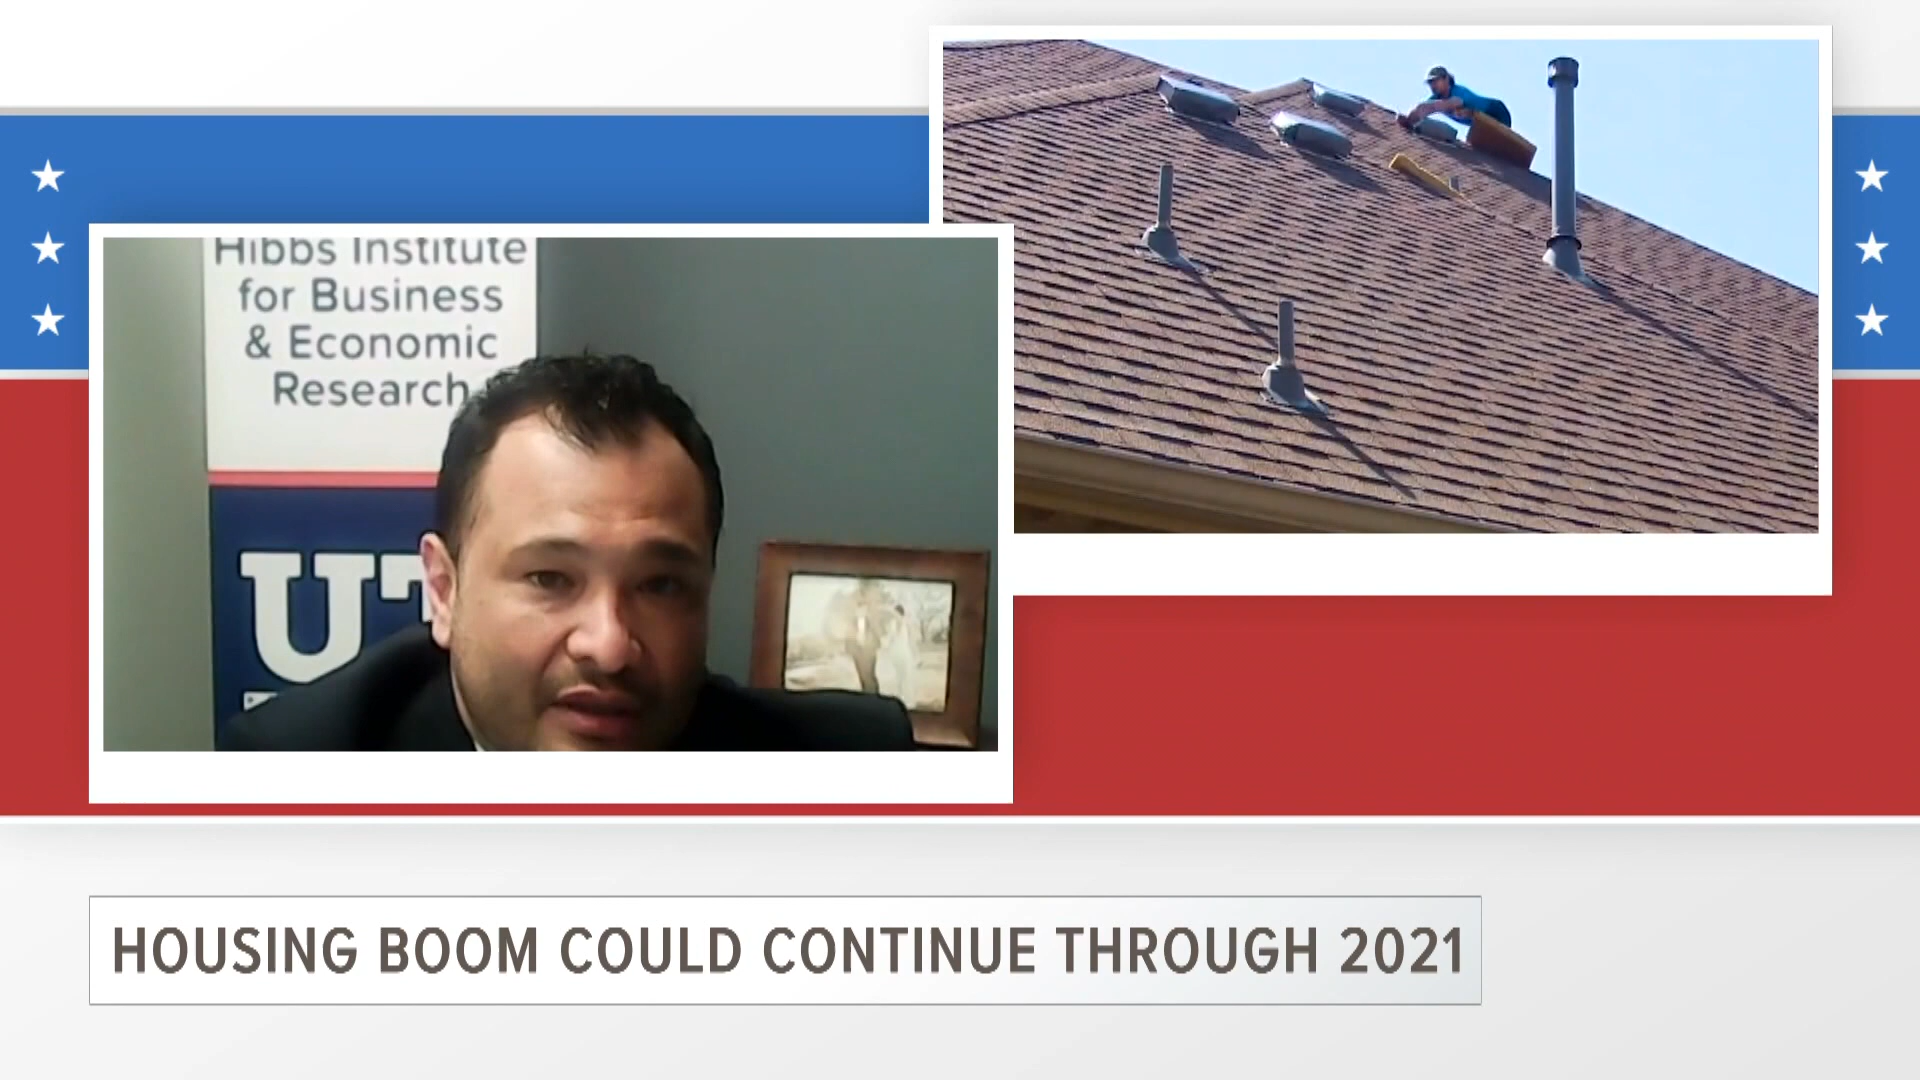 Hibbs Institute
for Business
& Economic
Research
UT
HOUSING BOOM COULD CONTINUE THROUGH 2021